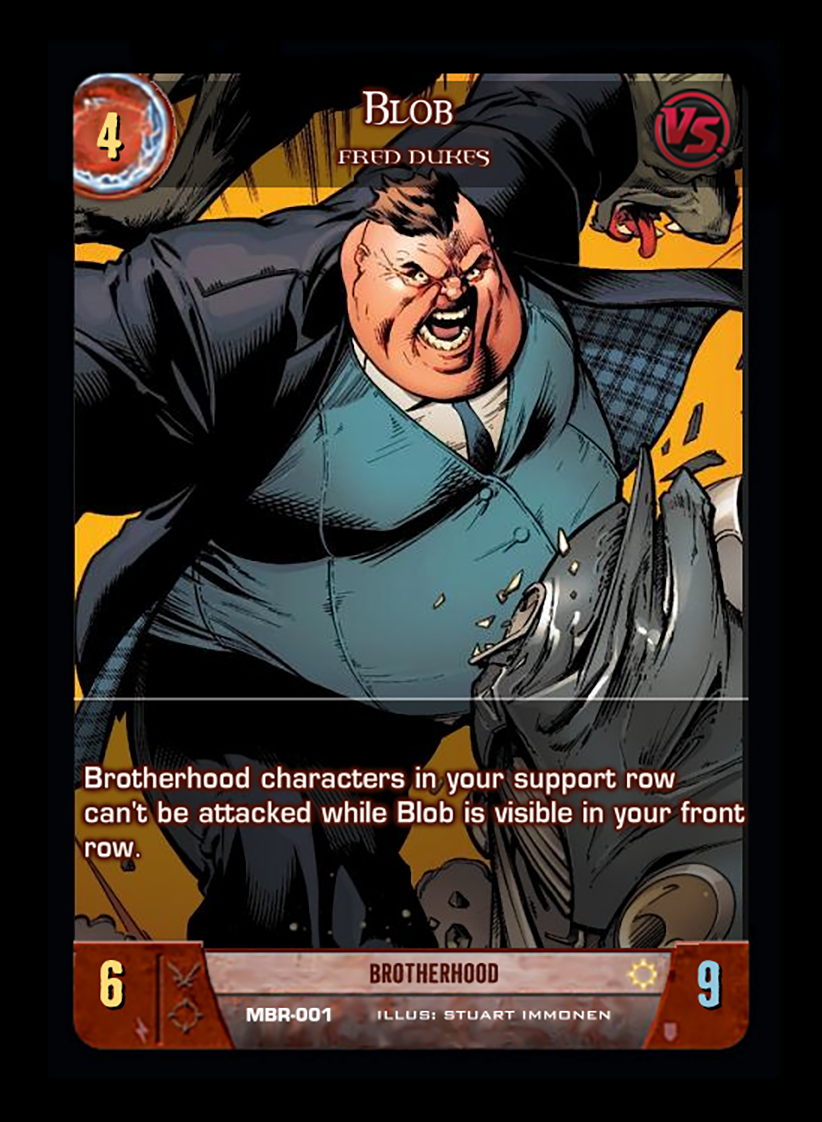 4
BLOB
VS.
FRED DUKES
Brotherhood characters in your support row
can't be attacked while Blob is visible in your front
row.
6
BROTHERHOOD
9
MBR-001 ILLUS: STUART IMMONEN